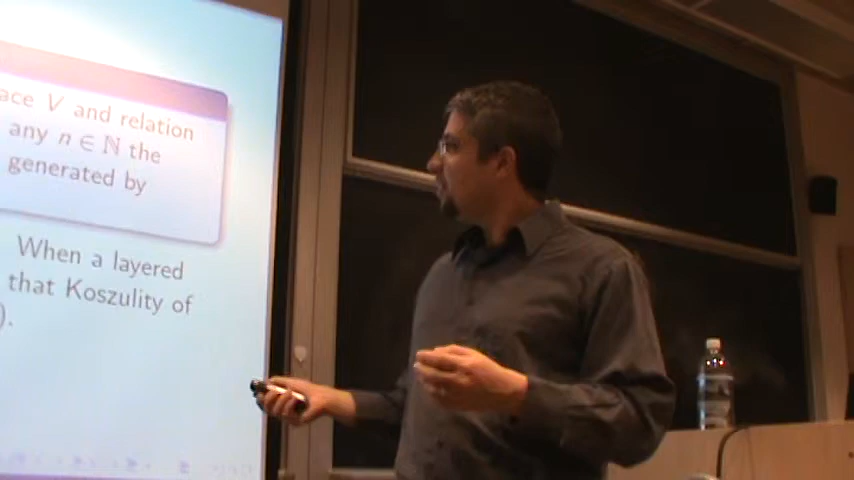 ace V and relation
any n ∈ ℕ the
generated by
When a layered
that Koszulity of
).